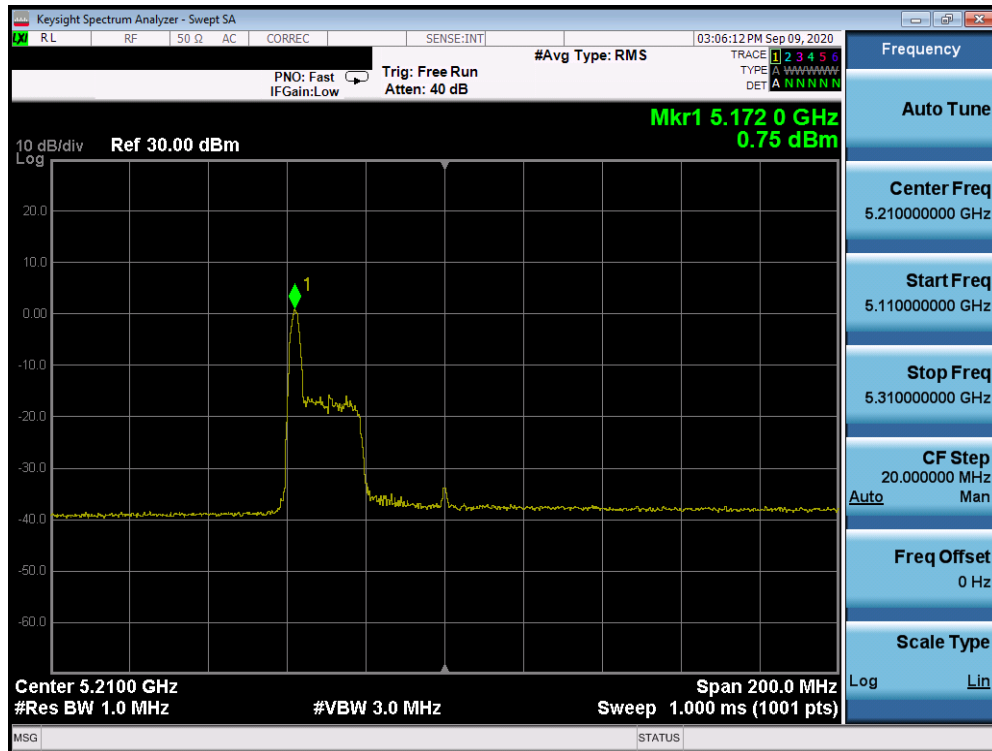 Keysight Spectrum Analyzer - Swept SA
LXI RL RF 50 Ω AC CORREC SENSE:INT 03:06:12 PM Sep 09, 2020
#Avg Type: RMS
TRACE 1 2 3 4 5 6
PNO: Fast Trig: Free Run TYPE A WWWWWW
IFGain:Low Atten: 40 dB DET A N N N N N
Mkr1 5.172 0 GHz
0.75 dBm
10 dB/div Ref 30.00 dBm
Log
20.0
10.0
1
0.00
-10.0
-20.0
-30.0
-40.0
-50.0
-60.0
Center 5.2100 GHz Span 200.0 MHz
#Res BW 1.0 MHz #VBW 3.0 MHz Sweep 1.000 ms (1001 pts)
MSG STATUS
Frequency
Auto Tune
Center Freq
5.210000000 GHz
Start Freq
5.110000000 GHz
Stop Freq
5.310000000 GHz
CF Step
20.000000 MHz
Auto Man
Freq Offset
0 Hz
Scale Type
Log Lin